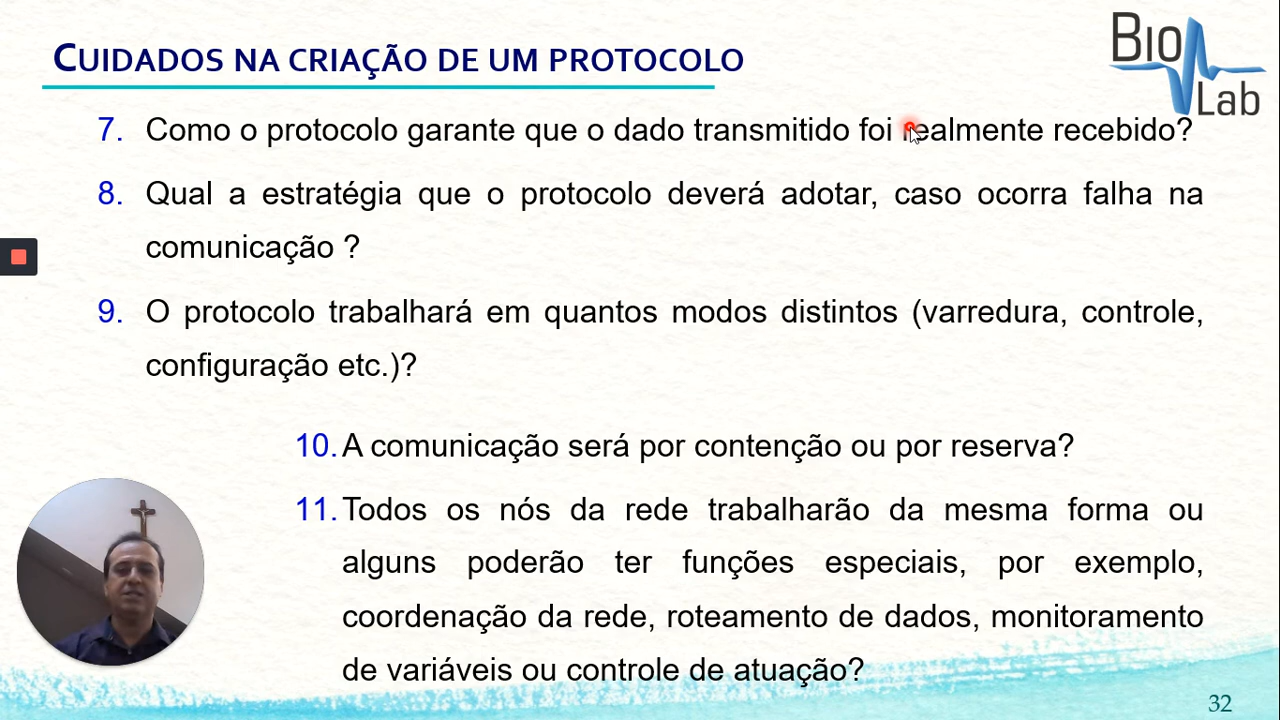 CUIDADOS NA CRIAÇÃO DE UM PROTOCOLO
Bio
Lab
7. Como o protocolo garante que o dado transmitido foi realmente recebido?
8. Qual a estratégia que o protocolo deverá adotar, caso ocorra falha na
comunicação ?
9. O protocolo trabalhará em quantos modos distintos (varredura, controle,
configuração etc.)?
10. A comunicação será por contenção ou por reserva?
11. Todos os nós da rede trabalharão da mesma forma ou
alguns poderão ter funções especiais, por exemplo,
coordenação da rede, roteamento de dados, monitoramento
de variáveis ou controle de atuação?
32